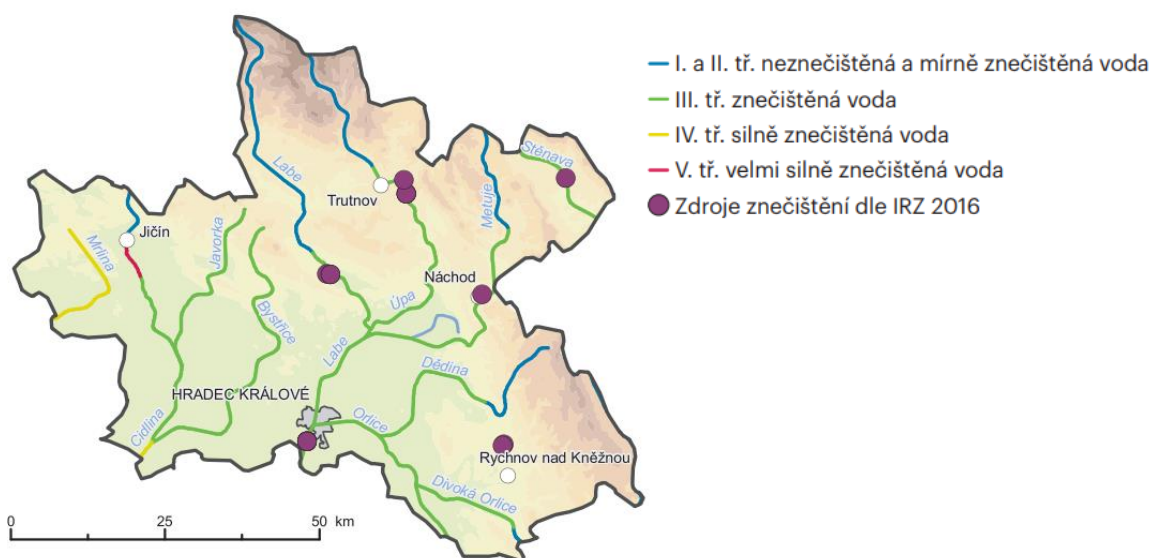 I. a II. tř. neznečištěná a mírně znečištěná voda
III. tř. znečištěná voda
IV. tř. silně znečištěná voda
V. tř. velmi silně znečištěná voda
Zdroje znečištění dle IRZ 2016
Stěnava
Labe
Trutnov
Metuje
Jičín
Javorka
Mrlina
Náchod
Úpa
Bystřice
Labe
Dědina
HRADEC KRÁLOVÉ
Orlice
Cidlina
Rychnov nad Kněžnou
Divoká Orlice
0 25 50 km